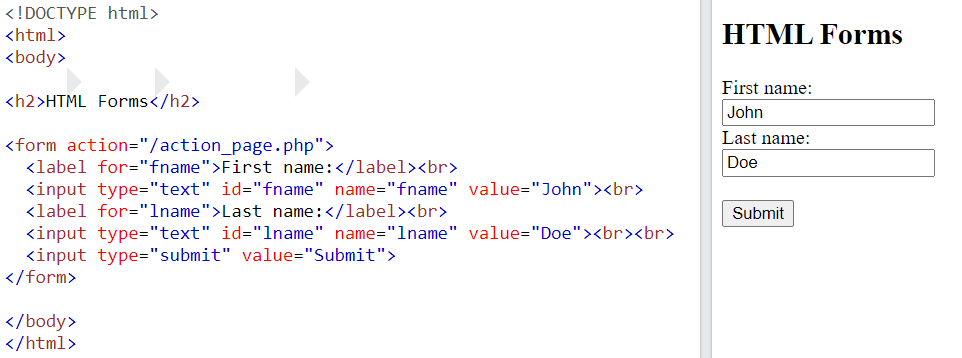 <!DOCTYPE html>
<html>
<body>
<h2>HTML Forms</h2>
<form action="/action_page.php">
  <label for="fname">First name:</label><br>
  <input type="text" id="fname" name="fname" value="John"><br>
  <label for="lname">Last name:</label><br>
  <input type="text" id="lname" name="lname" value="Doe"><br><br>
  <input type="submit" value="Submit">
</form>
</body>
</html>
HTML Forms
First name:
John
Last name:
Doe
Submit